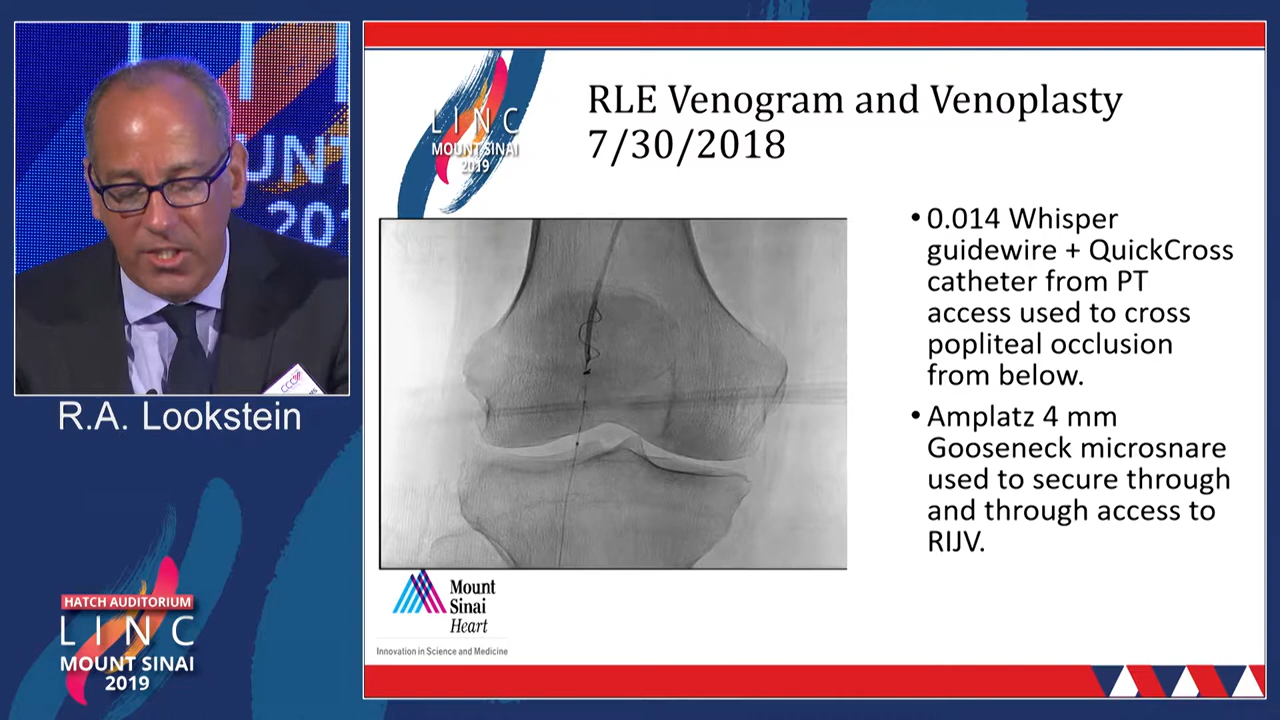 UNT
201
R.A. Lookstein
HATCH AUDITORIUM
LINC
MOUNT SINAI
2019
LINC
MOUNT SINAI
2019
RLE Venogram and Venoplasty
7/30/2018
• 0.014 Whisper
guidewire + QuickCross
catheter from PT
access used to cross
popliteal occlusion
from below.
• Amplatz 4 mm
Gooseneck microsnare
used to secure through
and through access to
RIJV.
Mount
Sinai
Heart
Innovation in Science and Medicine